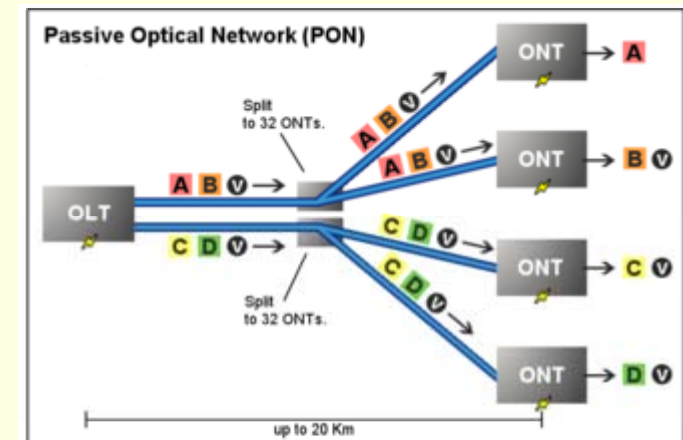 Passive Optical Network (PON)
ONT
A
Split
to 32 ONTs.
A B V
A B V
ONT
B V
A B V
OLT
C D V
C D V
C D V
ONT
C V
Split
to 32 ONTs.
ONT
D V
up to 20 Km